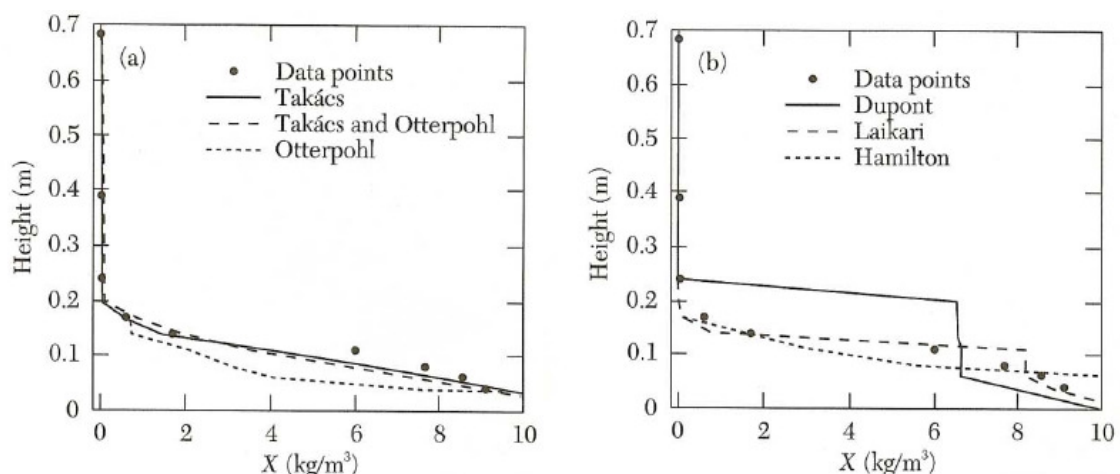 (a)
Data points
Takács
Takács and Otterpohl
Otterpohl
Height (m)
0.7
0.6
0.5
0.4
0.3
0.2
0.1
0
0 2 4 6 8 10
X (kg/m³)
(b)
Data points
Dupont
Laikari
Hamilton
Height (m)
0.7
0.6
0.5
0.4
0.3
0.2
0.1
0
0 2 4 6 8 10
X (kg/m³)